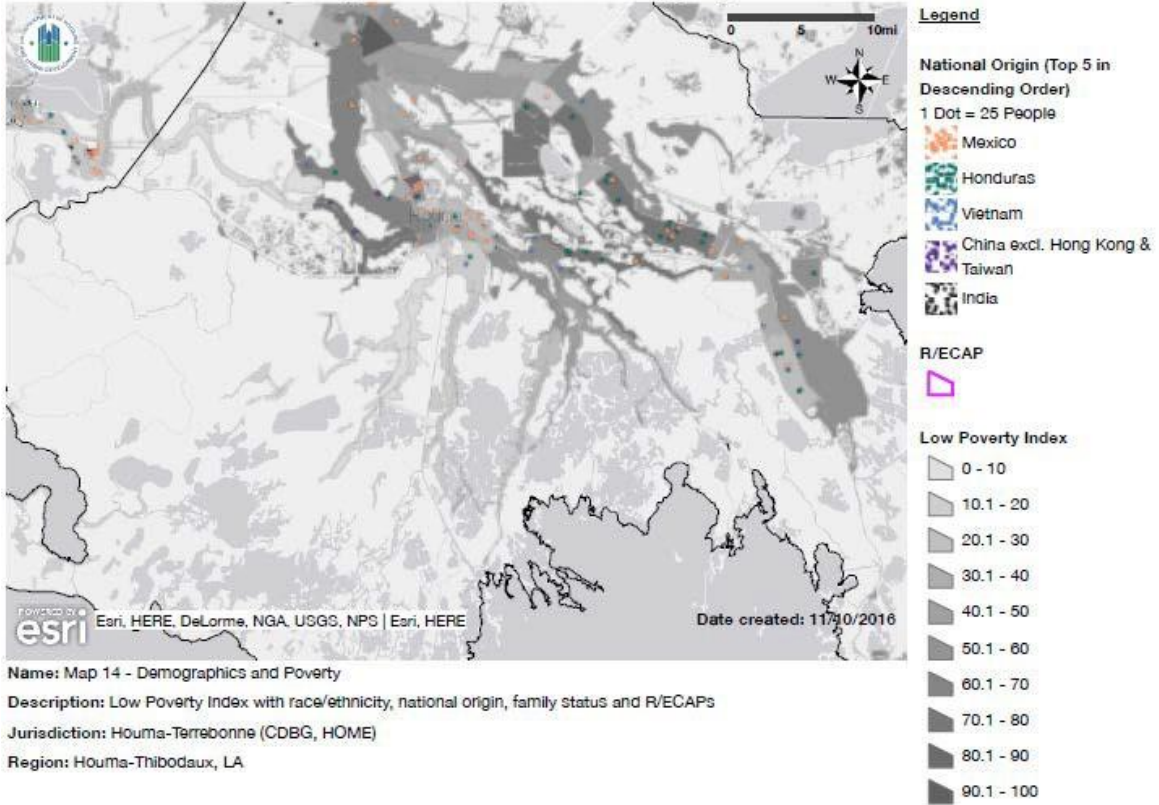 0 5 10mi
N
W E
S
Houma
POWERED BY
esri
Esri, HERE, DeLorme, NGA, USGS, NPS | Esri, HERE
Date created: 11/10/2016
Name: Map 14 - Demographics and Poverty
Description: Low Poverty Index with race/ethnicity, national origin, family status and R/ECAPs
Jurisdiction: Houma-Terrebonne (CDBG, HOME)
Region: Houma-Thibodaux, LA
Legend
National Origin (Top 5 in
Descending Order)
1 Dot = 25 People
Mexico
Honduras
Vietnam
China excl. Hong Kong &
Taiwan
India
R/ECAP
Low Poverty Index
0 - 10
10.1 - 20
20.1 - 30
30.1 - 40
40.1 - 50
50.1 - 60
60.1 - 70
70.1 - 80
80.1 - 90
90.1 - 100